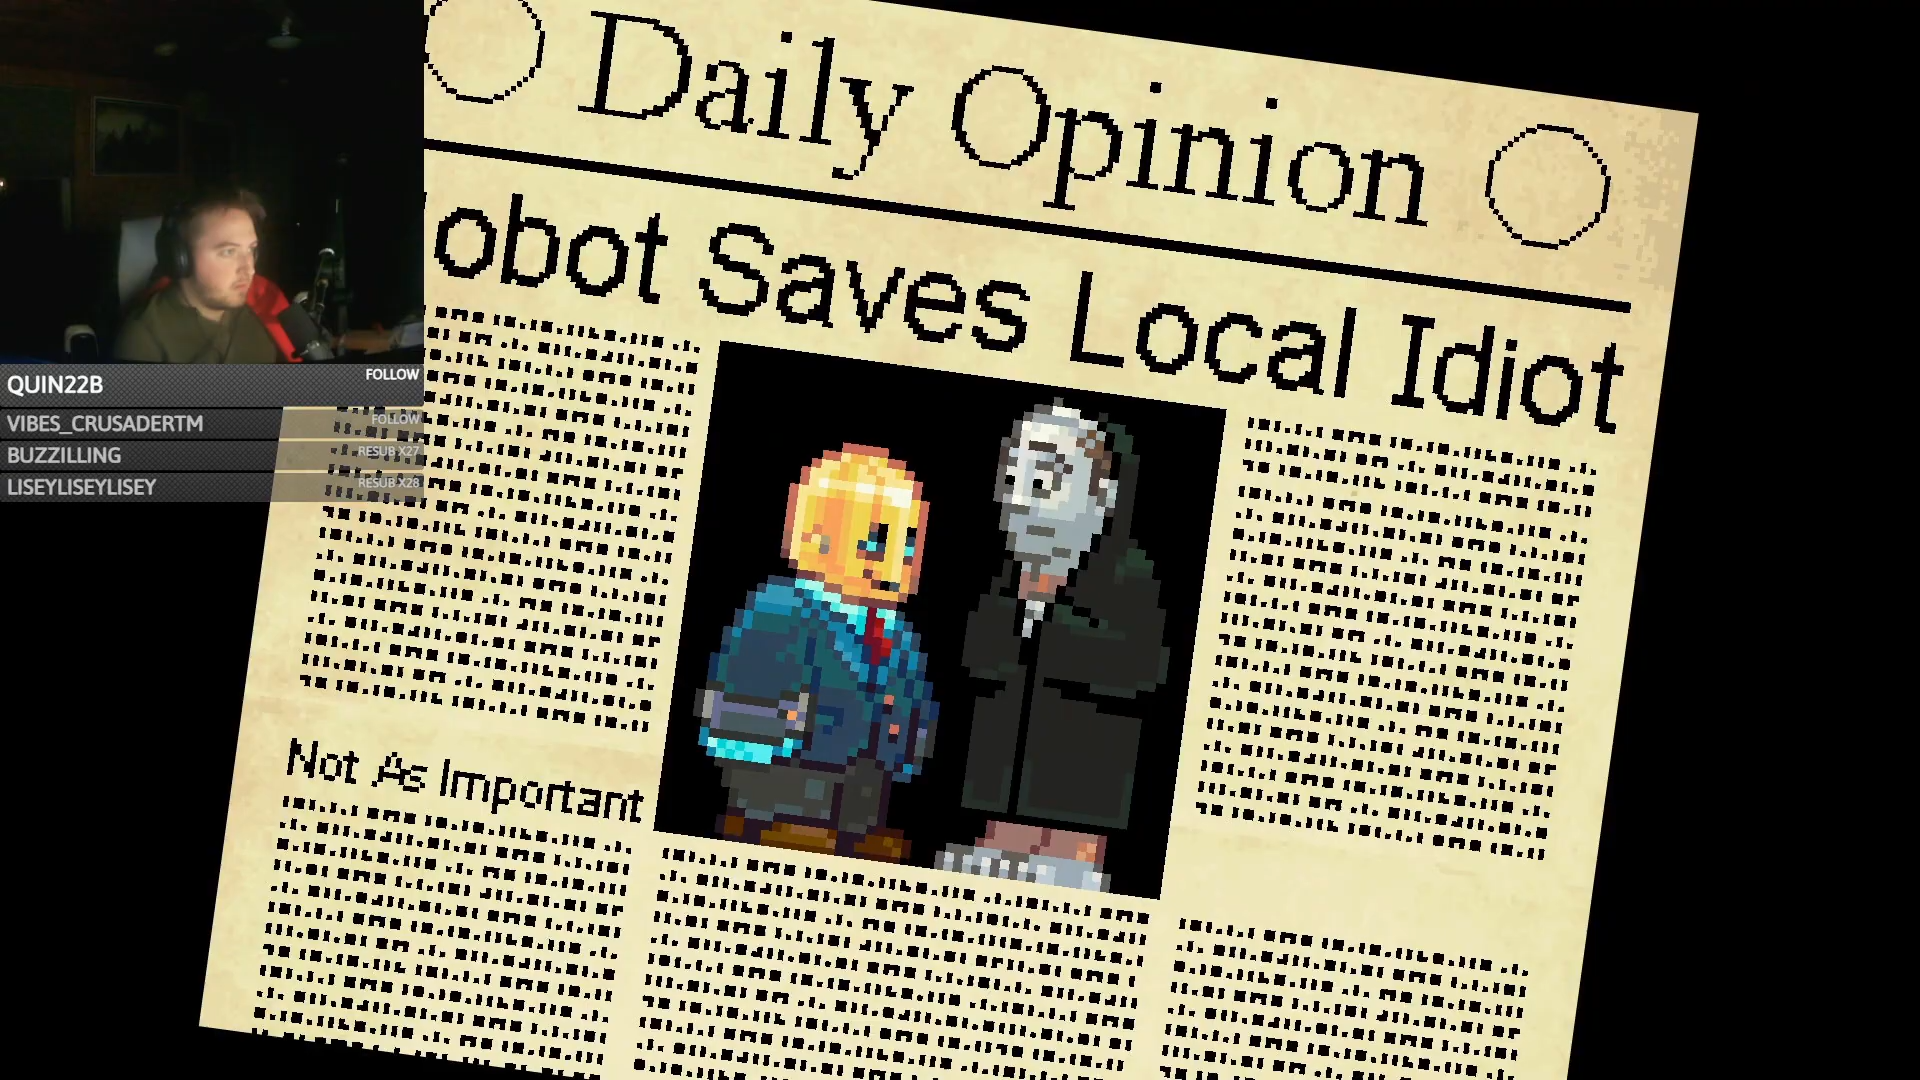 Daily Opinion
obot Saves Local Idiot
FOLLOW
QUIN22B
FOLLOW
VIBES_CRUSADERTM
RESUB X27
BUZZILLING
RESUB X28
LISEYLISEYLISEY
Not As Important